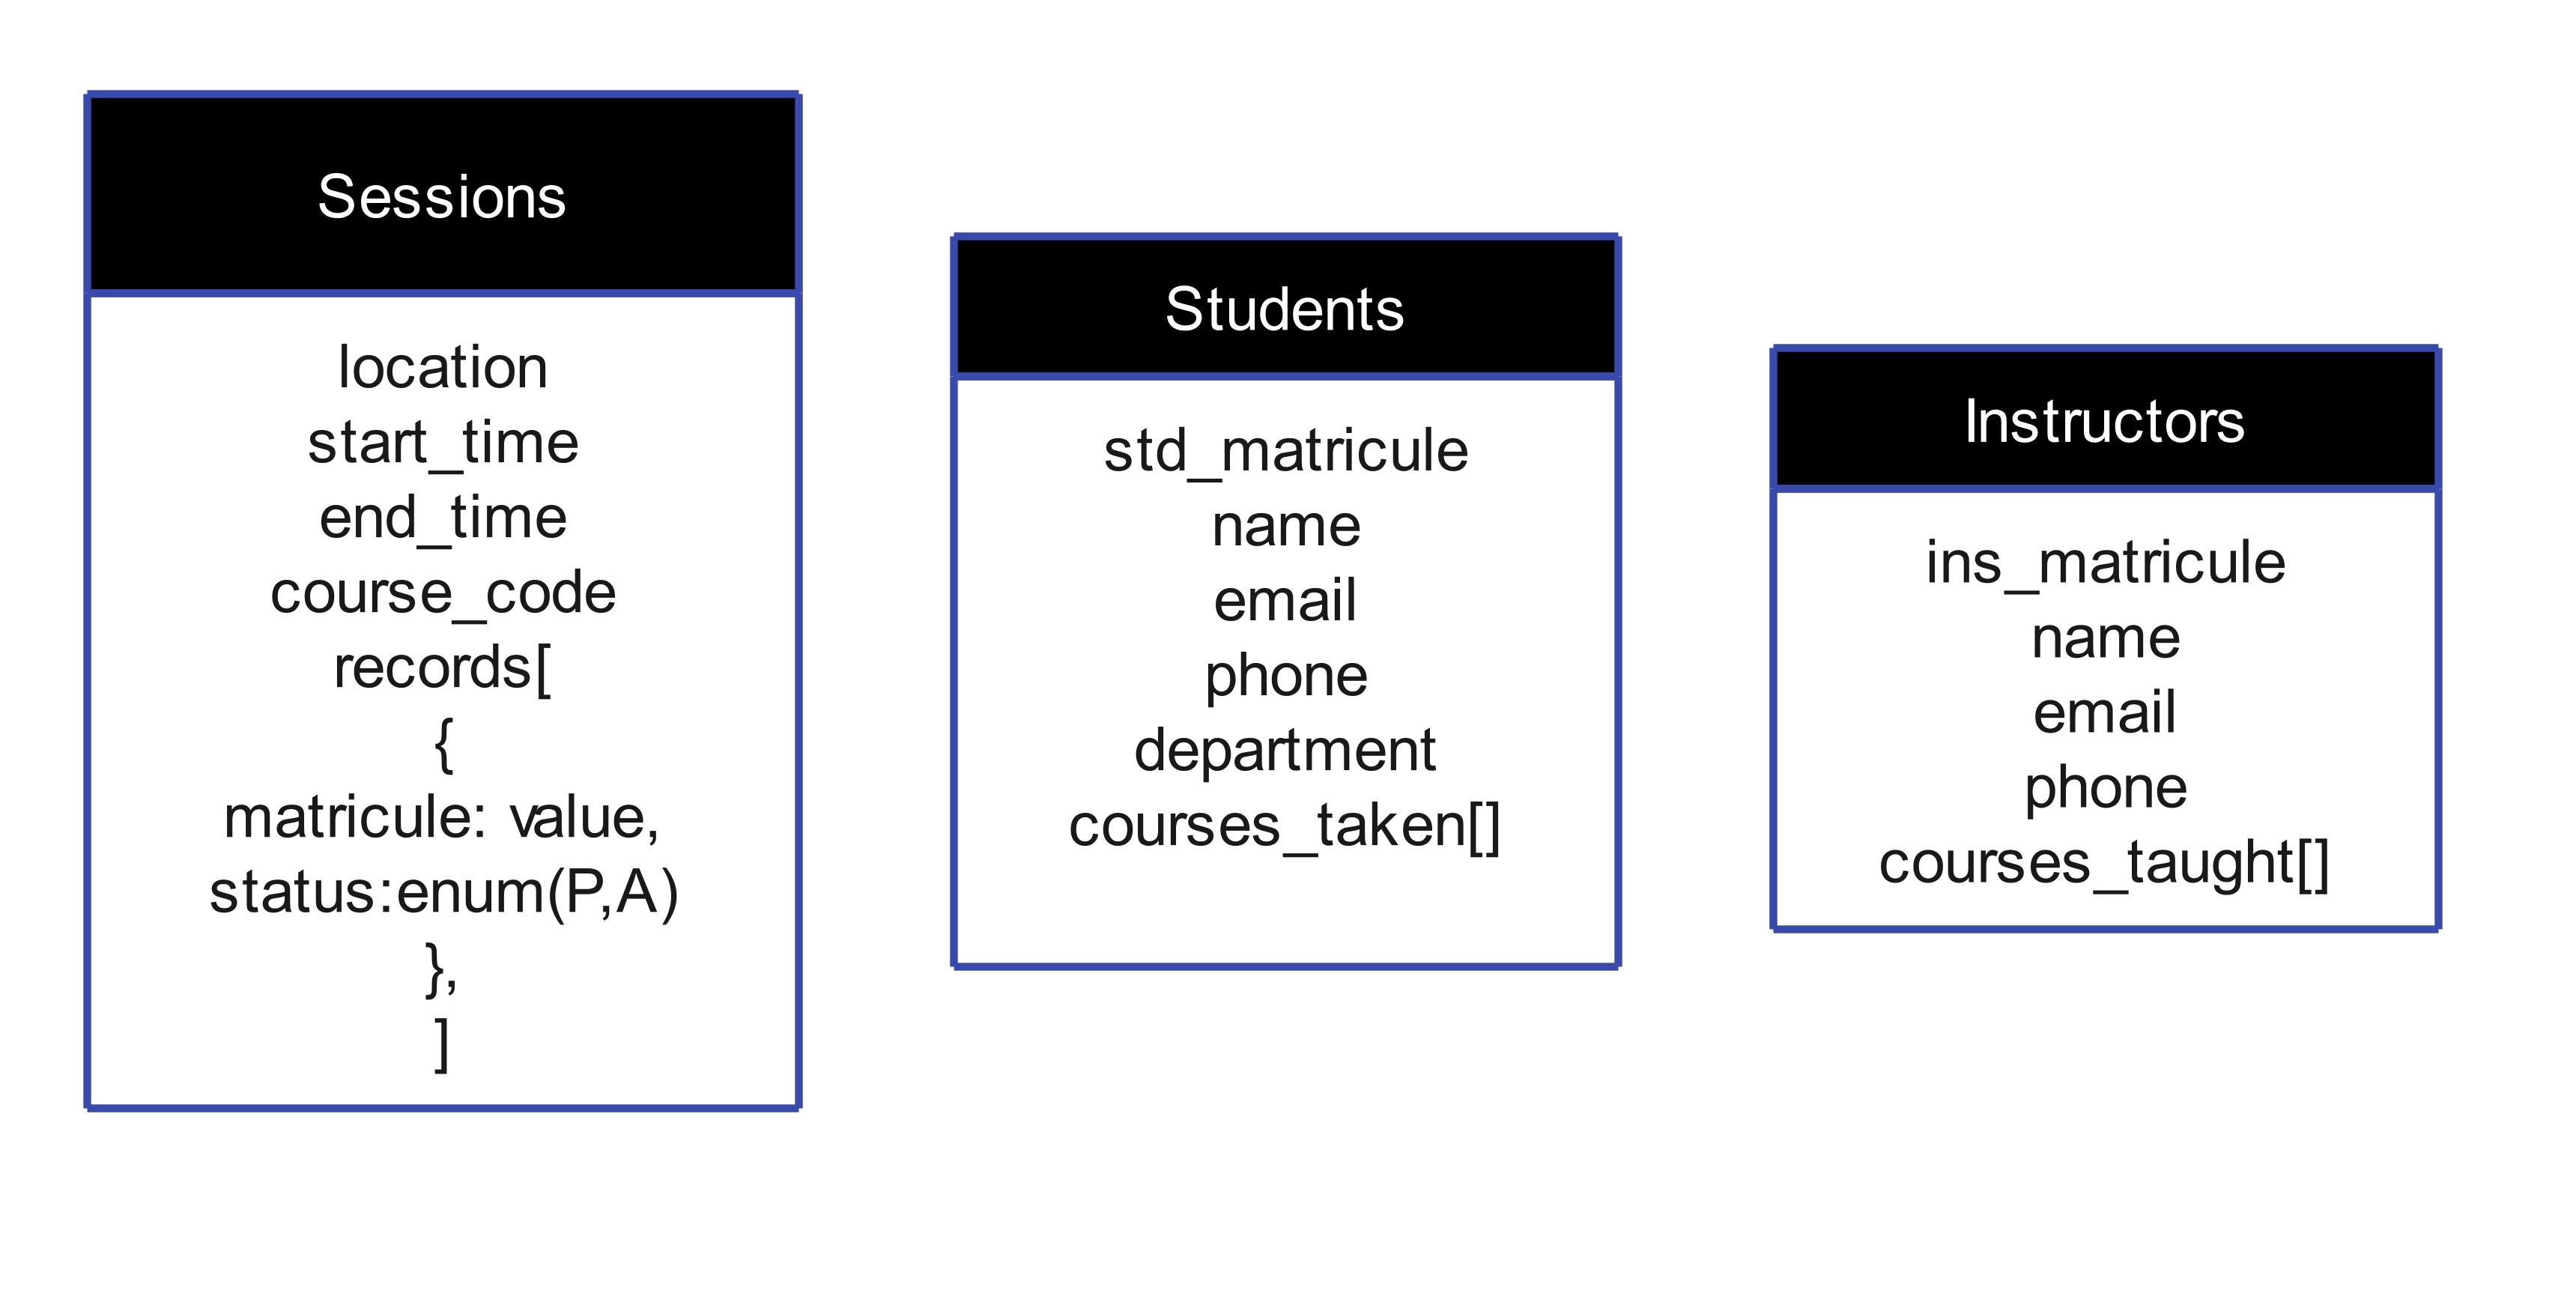 Sessions
location
start_time
end_time
course_code
records[
{
matricule: value,
status:enum(P,A)
},
]
Students
std_matricule
name
email
phone
department
courses_taken[]
Instructors
ins_matricule
name
email
phone
courses_taught[]